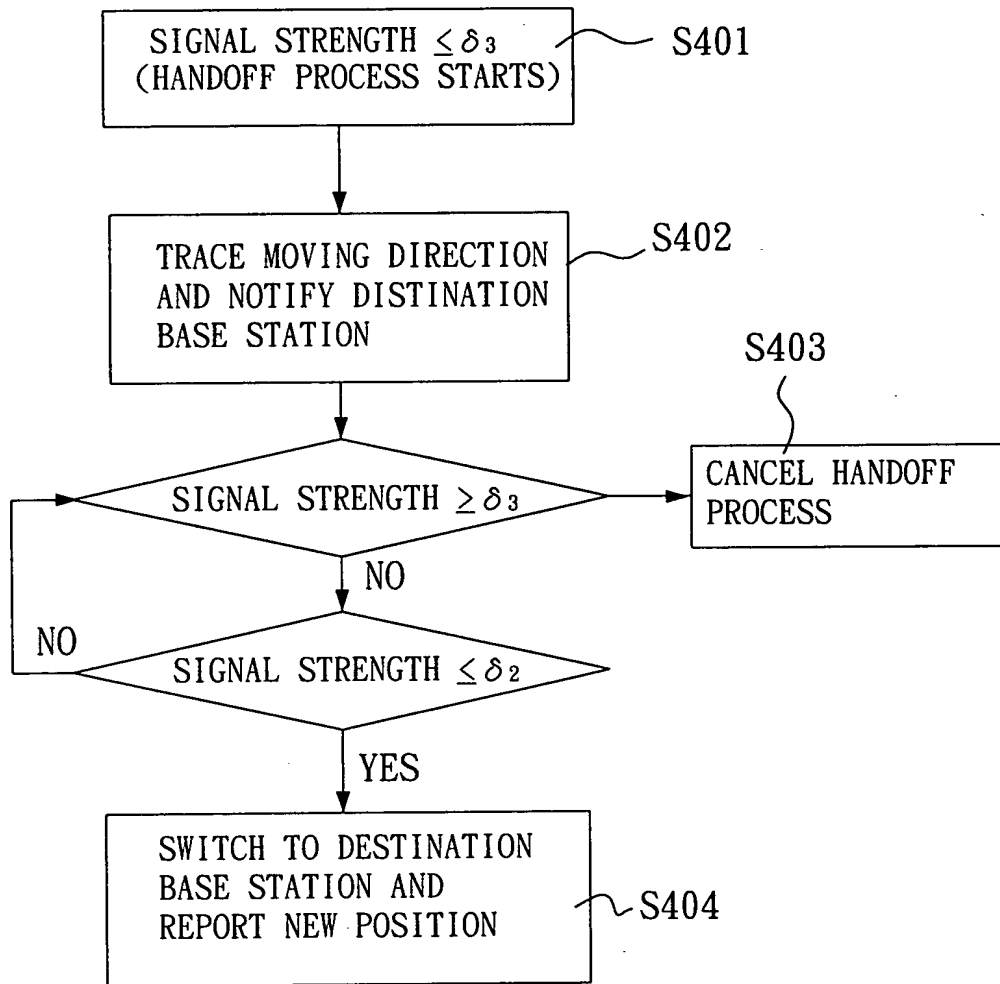 SIGNAL STRENGTH ≤ δ3
(HANDOFF PROCESS STARTS)
S401
TRACE MOVING DIRECTION
AND NOTIFY DISTINATION
BASE STATION
S402
S403
CANCEL HANDOFF
PROCESS
SIGNAL STRENGTH ≥ δ3
NO
NO
SIGNAL STRENGTH ≤ δ2
YES
SWITCH TO DESTINATION
BASE STATION AND
REPORT NEW POSITION
S404